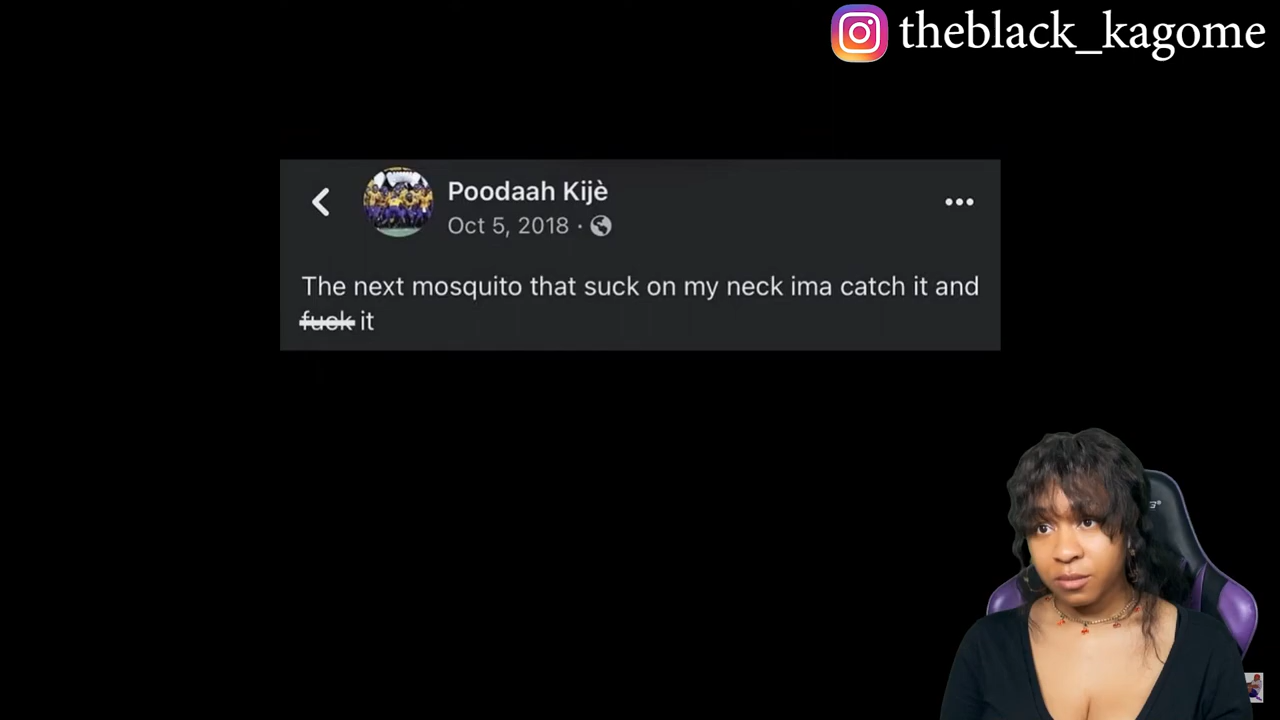 theblack_kagome
Poodaah Kijè
Oct 5, 2018 ·
The next mosquito that suck on my neck ima catch it and
fuck it